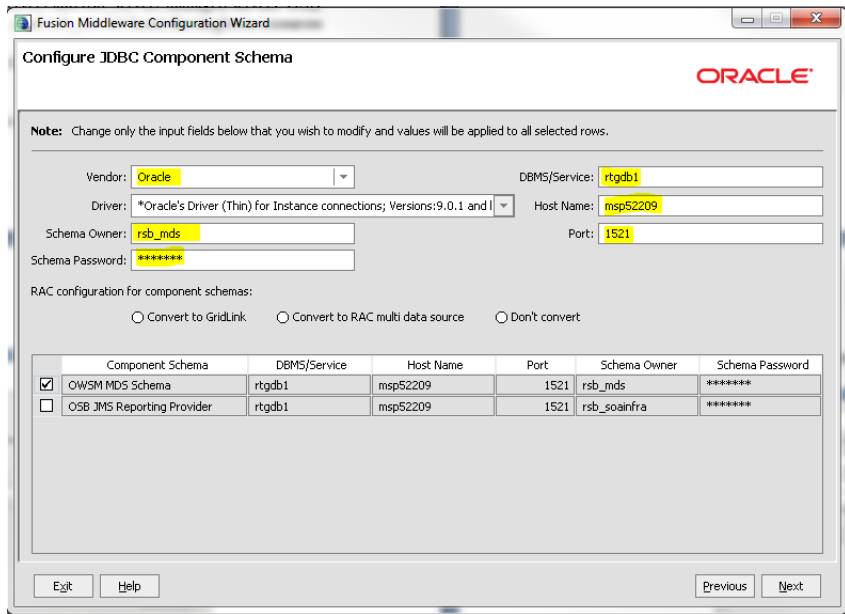 Fusion Middleware Configuration Wizard
Configure JDBC Component Schema
ORACLE
Note: Change only the input fields below that you wish to modify and values will be applied to all selected rows.
Vendor: Oracle DBMS/Service: rtgdb1
Driver: *Oracle's Driver (Thin) for Instance connections; Versions:9.0.1 and l Host Name: msp52209
Schema Owner: rsb_mds Port: 1521
Schema Password: *******
RAC configuration for component schemas:
Convert to GridLink Convert to RAC multi data source Don't convert
Component Schema DBMS/Service Host Name Port Schema Owner Schema Password
OWSM MDS Schema rtgdb1 msp52209 1521 rsb_mds *******
OSB JMS Reporting Provider rtgdb1 msp52209 1521 rsb_soainfra *******
Exit Help Previous Next